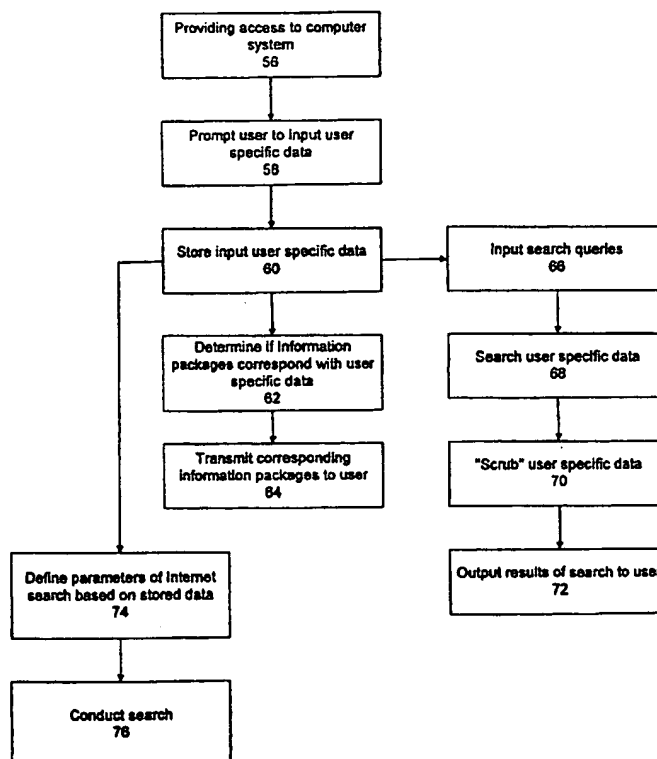 Providing access to computer
system
56
Prompt user to input user
specific data
58
Store input user specific data
60
Input search queries
66
Determine if Information
packages correspond with user
specific data
62
Search user specific data
68
Transmit corresponding
information packages to user
64
"Scrub" user specific data
70
Define parameters of Internet
search based on stored data
74
Output results of search to user
72
Conduct search
76